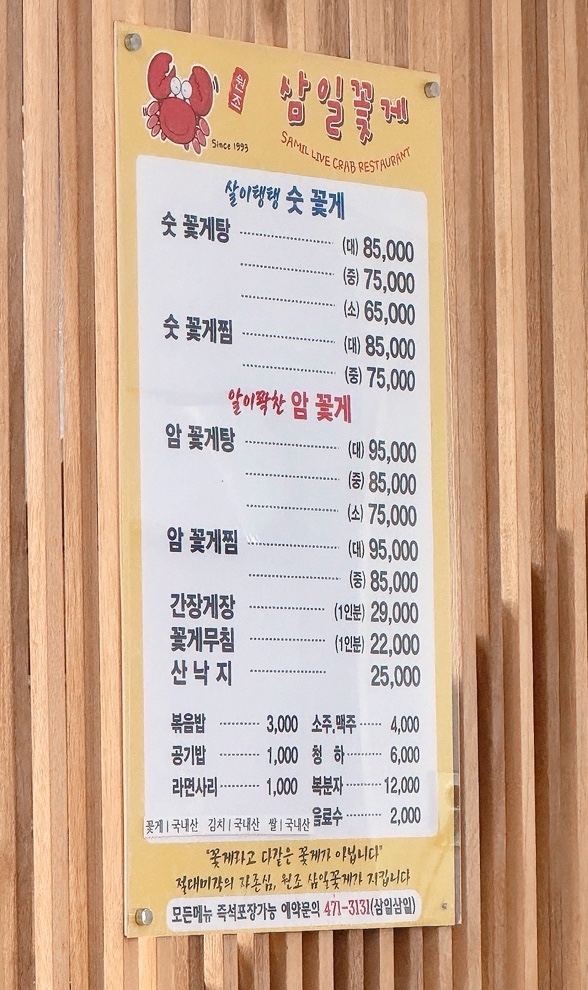 원조
삼일꽃게
Since 1993
SAMIL LIVE CRAB RESTAURANT
살이탱탱 숫 꽃게
숫 꽃게탕 (대) 85,000
(중) 75,000
(소) 65,000
숫 꽃게찜 (대) 85,000
(중) 75,000
알이꽉찬 암 꽃게
암 꽃게탕 (대) 95,000
(중) 85,000
(소) 75,000
암 꽃게찜 (대) 95,000
(중) 85,000
간장게장 (1인분) 29,000
꽃게무침 (1인분) 22,000
산 낙 지 25,000
볶음밥 3,000 소주,맥주 4,000
공기밥 1,000 청 하 6,000
라면사리 1,000 복분자 12,000
음료수 2,000
꽃게|국내산 김치|국내산 쌀|국내산
"꽃게라고 다같은 꽃게가 아닙니다"
절대미각의 자존심, 원조 삼일꽃게가 지킵니다
모든메뉴 즉석포장가능 예약문의 471-3131(삼일삼일)